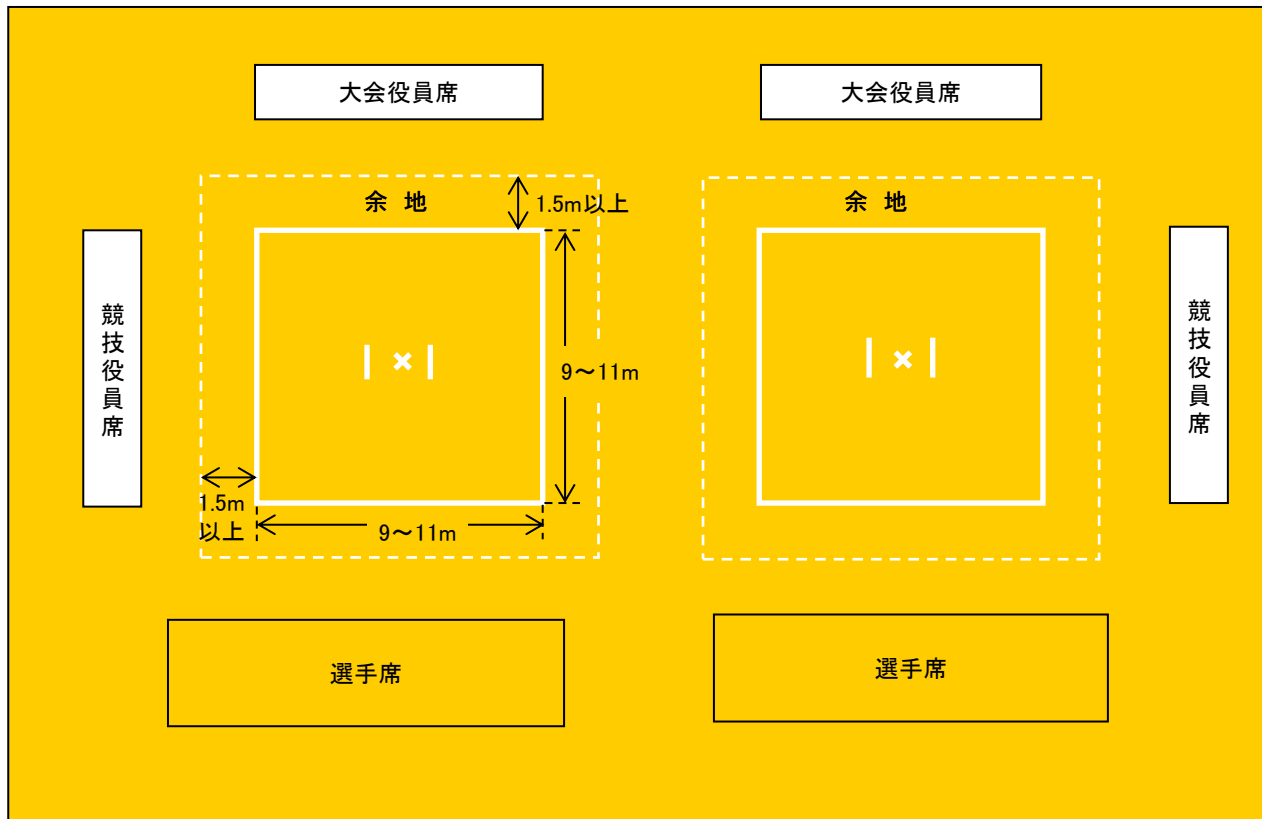 大会役員席
大会役員席
余 地
1.5m以上
余 地
競技役員席
9～11m
競技役員席
1.5m
以上
9～11m
選手席
選手席